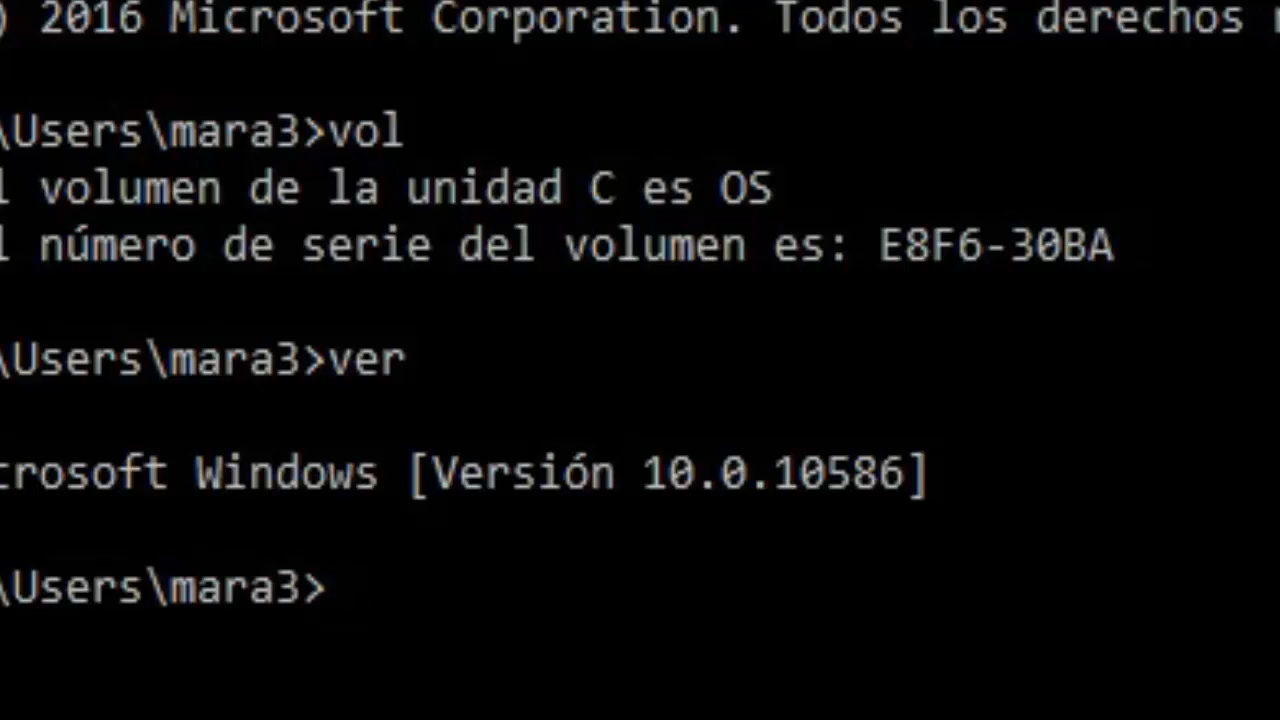 ) 2016 Microsoft Corporation. Todos los derechos
\Users\mara3>vol
l volumen de la unidad C es OS
l número de serie del volumen es: E8F6-30BA
\Users\mara3>ver
crosoft Windows [Versión 10.0.10586]
\Users\mara3>